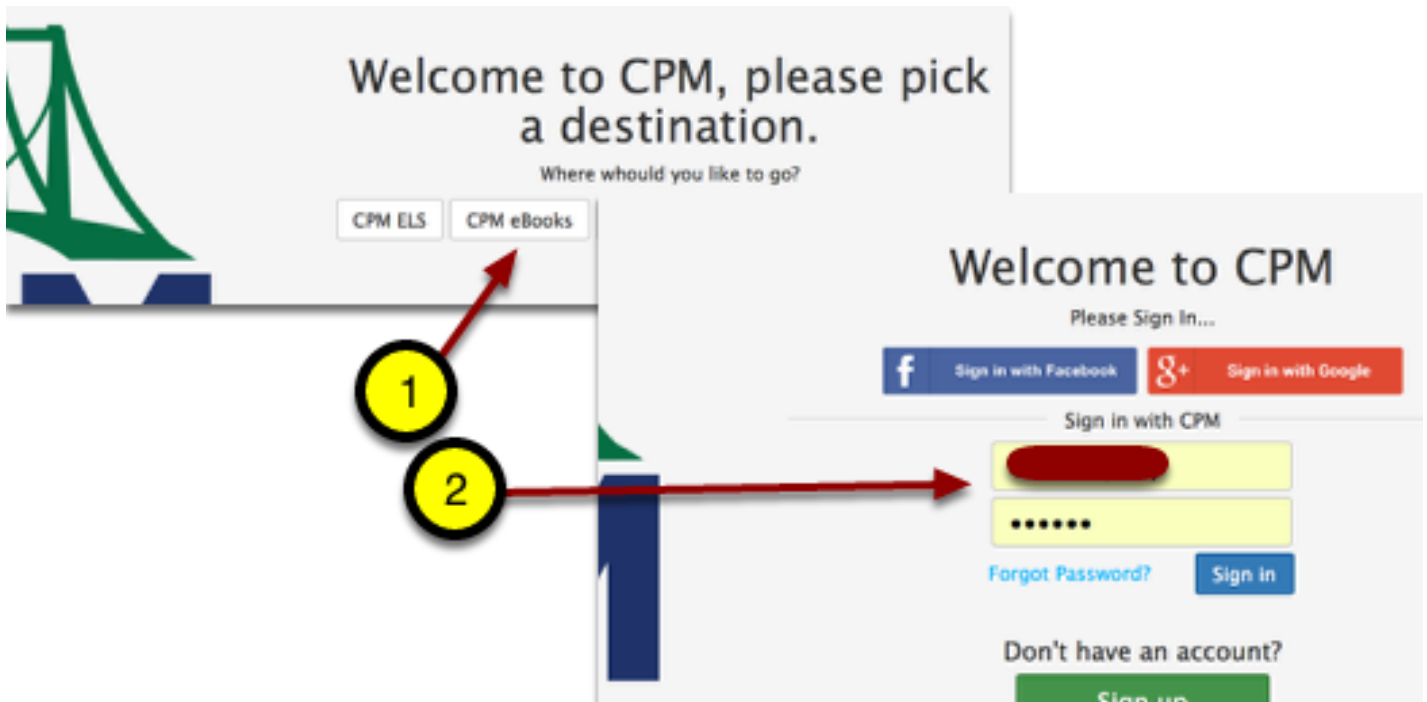 Welcome to CPM, please pick
a destination.
Where whould you like to go?
CPM ELS
CPM eBooks
1
2
Welcome to CPM
Please Sign In...
f Sign in with Facebook
g+ Sign in with Google
Sign in with CPM
••••••
Forgot Password?
Sign in
Don't have an account?
Sign up